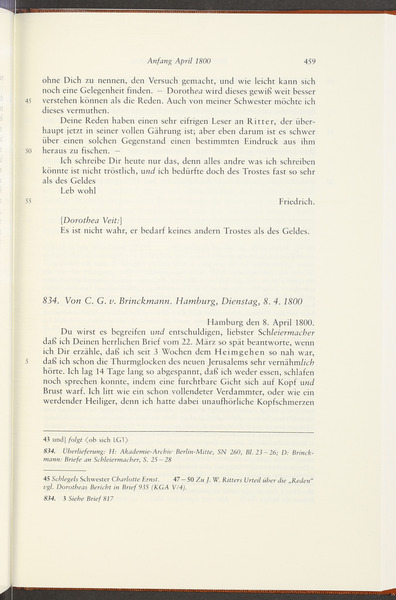 Anfang April 1800 459
ohne Dich zu nennen, den Versuch gemacht, und wie leicht kann sich
noch eine Gelegenheit finden. — Dorothea wird dieses gewiß weit besser
45 verstehen können als die Reden. Auch von meiner Schwester möchte ich
dieses vermuthen.
Deine Reden haben einen sehr eifrigen Leser an Ritter, der über-
haupt jetzt in seiner vollen Gährung ist; aber eben darum ist es schwer
über einen solchen Gegenstand einen bestimmten Eindruck aus ihm
50 heraus zu fischen. —
Ich schreibe Dir heute nur das, denn alles andre was ich schreiben
könnte ist nicht tröstlich, und ich bedürfte doch des Trostes fast so sehr
als des Geldes
Leb wohl
55 Friedrich.
[Dorothea Veit:]
Es ist nicht wahr, er bedarf keines andern Trostes als des Geldes.
834. Von C. G. v. Brinckmann. Hamburg, Dienstag, 8. 4. 1800
Hamburg den 8. April 1800.
Du wirst es begreifen und entschuldigen, liebster Schleiermacher
daß ich Deinen herrlichen Brief vom 22. März so spät beantworte, wenn
ich Dir erzähle, daß ich seit 3 Wochen dem Heimgehen so nah war,
5 daß ich schon die Thurmglocken des neuen Jerusalems sehr vernähmlich
hörte. Ich lag 14 Tage lang so abgespannt, daß ich weder essen, schlafen
noch sprechen konnte, indem eine furchtbare Gicht sich auf Kopf und
Brust warf. Ich litt wie ein schon vollendeter Verdammter, oder wie ein
werdender Heiliger, denn ich hatte dabei unaufhörliche Kopfschmerzen
43 und] folgt ⟨ob sich LG?⟩
834. Überlieferung: H: Akademie-Archiv Berlin-Mitte, SN 260, Bl. 23–26; D: Brinck-
mann: Briefe an Schleiermacher, S. 25–28
45 Schlegels Schwester Charlotte Ernst. 47–50 Zu J. W. Ritters Urteil über die „Reden“
vgl. Dorotheas Bericht in Brief 935 (KGA V/4).
834. 3 Siehe Brief 817